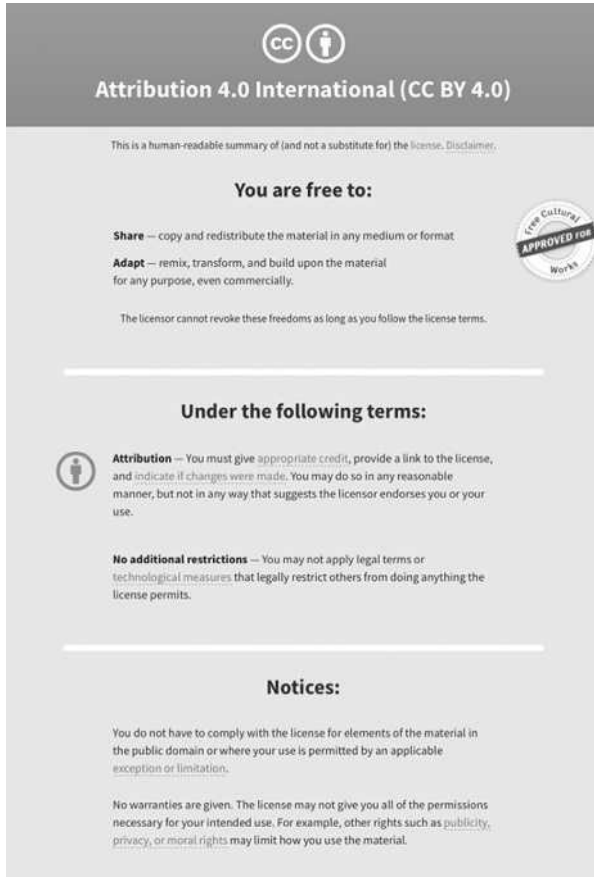 cc
Attribution 4.0 International (CC BY 4.0)
This is a human-readable summary of (and not a substitute for) the license. Disclaimer.
You are free to:
Share — copy and redistribute the material in any medium or format
Free Cultural
APPROVED FOR
Works
Adapt — remix, transform, and build upon the material
for any purpose, even commercially.
The licensor cannot revoke these freedoms as long as you follow the license terms.
Under the following terms:
Attribution — You must give appropriate credit, provide a link to the license,
and indicate if changes were made. You may do so in any reasonable
manner, but not in any way that suggests the licensor endorses you or your
use.
No additional restrictions — You may not apply legal terms or
technological measures that legally restrict others from doing anything the
license permits.
Notices:
You do not have to comply with the license for elements of the material in
the public domain or where your use is permitted by an applicable
exception or limitation.
No warranties are given. The license may not give you all of the permissions
necessary for your intended use. For example, other rights such as publicity,
privacy, or moral rights may limit how you use the material.